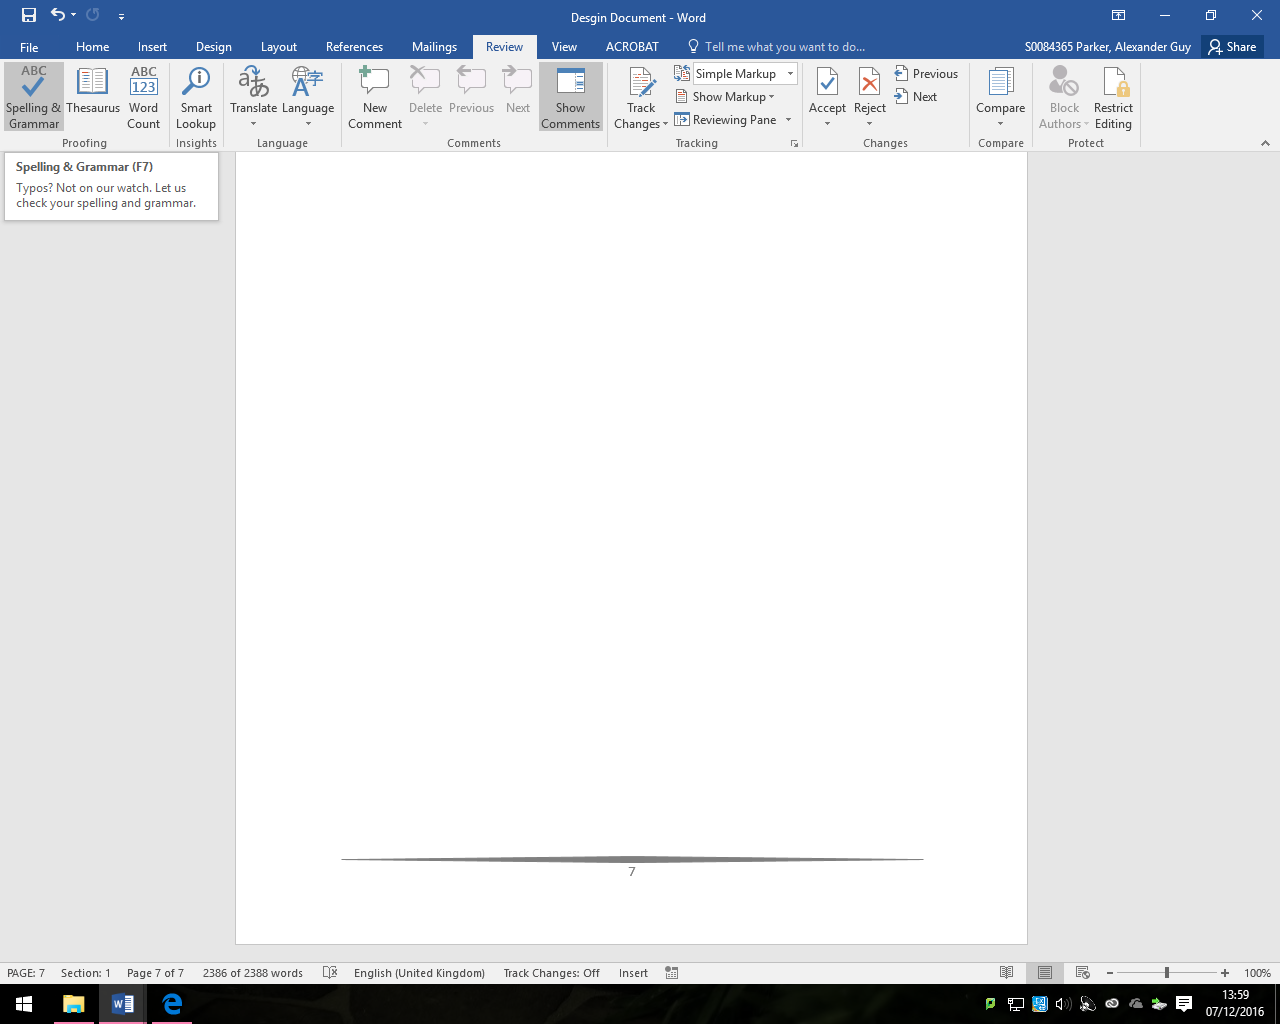 Desgin Document - Word
File Home Insert Design Layout References Mailings Review View ACROBAT Tell me what you want to do... S0084365 Parker, Alexander Guy Share
ABC
Spelling & Grammar
Thesaurus
ABC
123
Word Count
Proofing
Smart Lookup
Insights
Translate
Language
Language
New Comment
Delete
Previous
Next
Show Comments
Comments
Track Changes
Simple Markup
Show Markup
Reviewing Pane
Tracking
Accept
Reject
Previous
Next
Changes
Compare
Compare
Block Authors
Restrict Editing
Protect
Spelling & Grammar (F7)
Typos? Not on our watch. Let us
check your spelling and grammar.
7
PAGE: 7 Section: 1 Page 7 of 7 2386 of 2388 words English (United Kingdom) Track Changes: Off Insert 100%
13:59
07/12/2016